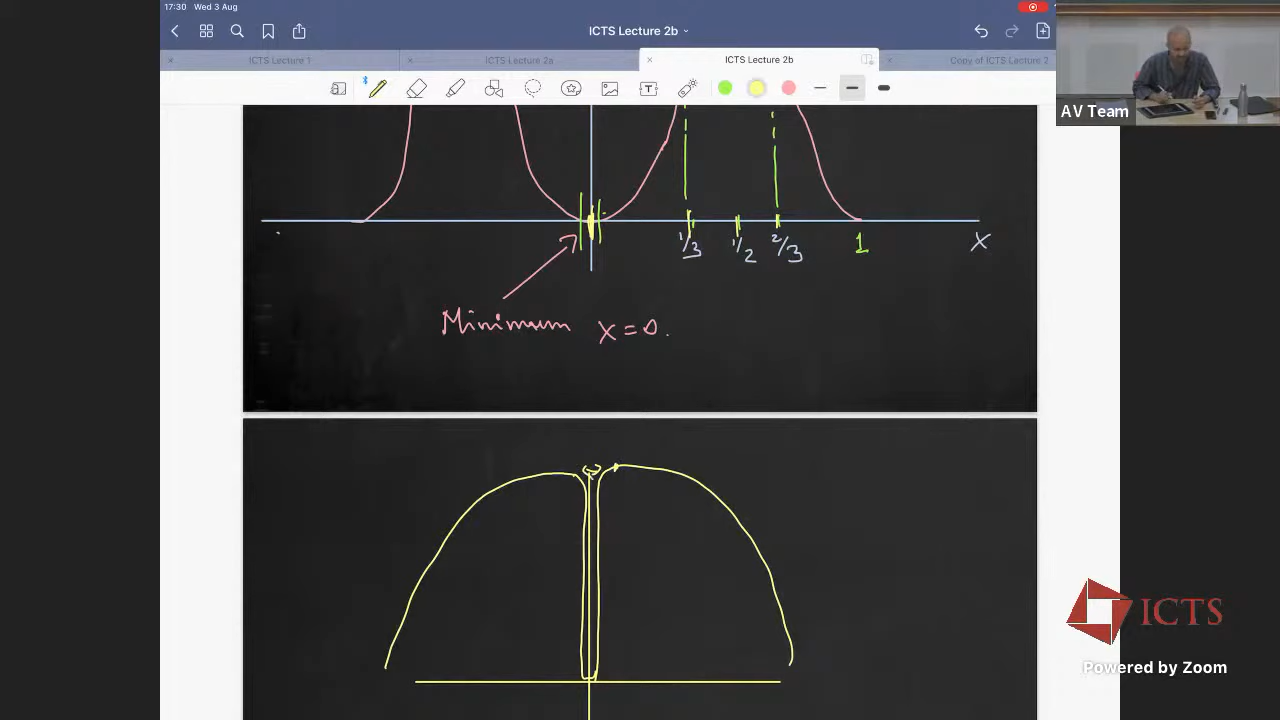 17:30 Wed 3 Aug
ICTS Lecture 2b
ICTS Lecture 1
ICTS Lecture 2a
ICTS Lecture 2b
Copy of ICTS Lecture 2
AV Team
1/3 1/2 2/3 1 x
Minimum x = 0.
ICTS
Powered by Zoom